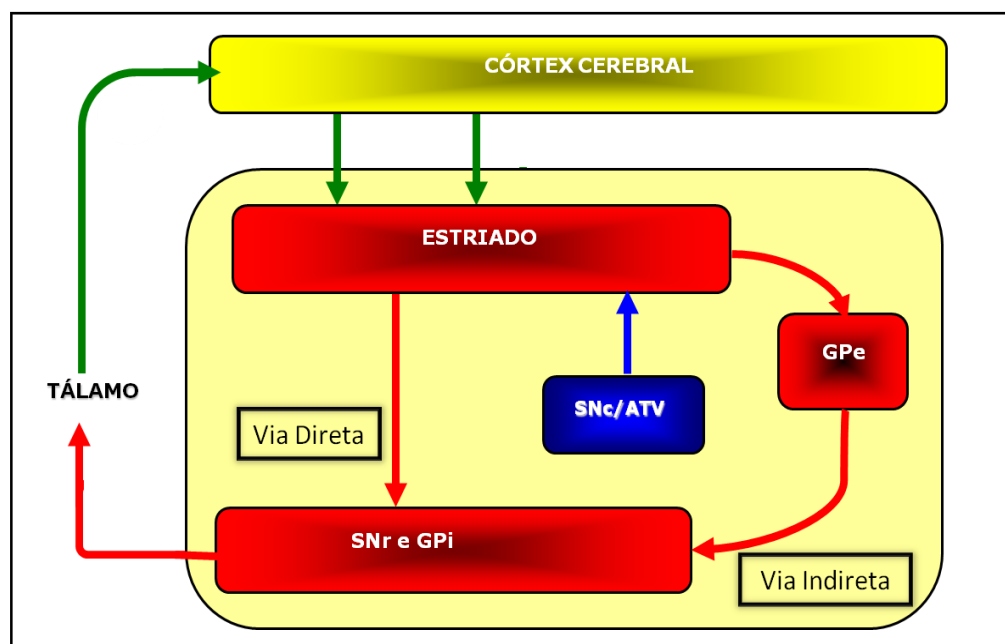 CÓRTEX CEREBRAL
ESTRIADO
GPe
TÁLAMO
SNc/ATV
Via Direta
SNr e GPi
Via Indireta